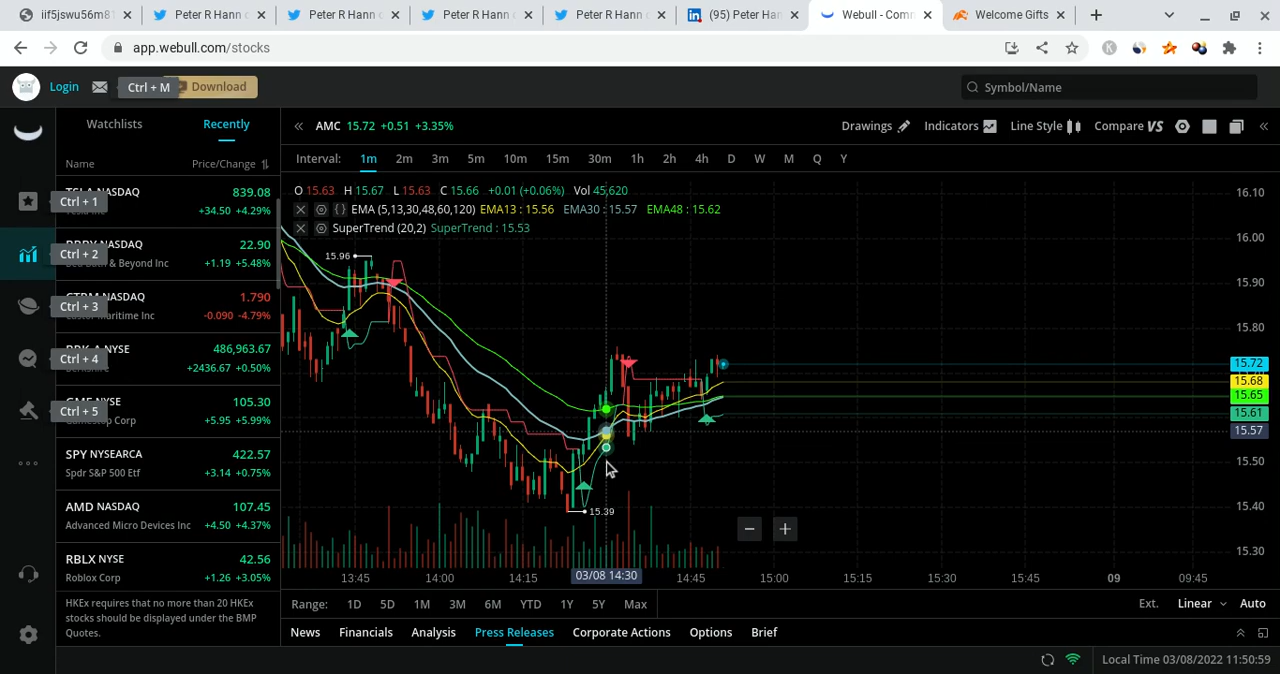 iif5jswu56m81
Peter R Hann
Peter R Hann
Peter R Hann
Peter R Hann
(95) Peter Han
Webull - Com
Welcome Gifts
app.webull.com/stocks
Login
Ctrl + M
Download
Symbol/Name
Watchlists
Recently
Name
Price/Change
AMC 15.72 +0.51 +3.35%
Drawings
Indicators
Line Style
Compare VS
Interval: 1m 2m 3m 5m 10m 15m 30m 1h 2h 4h D W M Q Y
O 15.63 H 15.67 L 15.63 C 15.66 +0.01 (+0.06%) Vol 45,620
EMA (5,13,30,48,60,120) EMA13 : 15.56 EMA30 : 15.57 EMA48 : 15.62
SuperTrend (20,2) SuperTrend : 15.53
TSLA NASDAQ 839.08
Ctrl + 1
+34.50 +4.29%
NASDAQ 22.90
Ctrl + 2
Bed Bath & Beyond Inc +1.19 +5.48%
NASDAQ 1.790
Ctrl + 3
Maritime Inc -0.090 -4.79%
NYSE 486,963.67
Ctrl + 4
+2436.67 +0.50%
GME NYSE 105.30
Ctrl + 5
Corp +5.95 +5.99%
SPY NYSEARCA 422.57
Spdr S&P 500 Etf +3.14 +0.75%
AMD NASDAQ 107.45
Advanced Micro Devices Inc +4.50 +4.37%
RBLX NYSE 42.56
Roblox Corp +1.26 +3.05%
HKEx requires that no more than 20 HKEx
stocks should be displayed under the BMP
Quotes.
15.96
15.39
16.10
16.00
15.90
15.80
15.72
15.68
15.65
15.61
15.57
15.50
15.40
15.30
13:45 14:00 14:15 03/08 14:30 14:45 15:00 15:15 15:30 15:45 09 09:45
Range: 1D 5D 1M 3M 6M YTD 1Y 5Y Max
Ext. Linear Auto
News Financials Analysis Press Releases Corporate Actions Options Brief
Local Time 03/08/2022 11:50:59